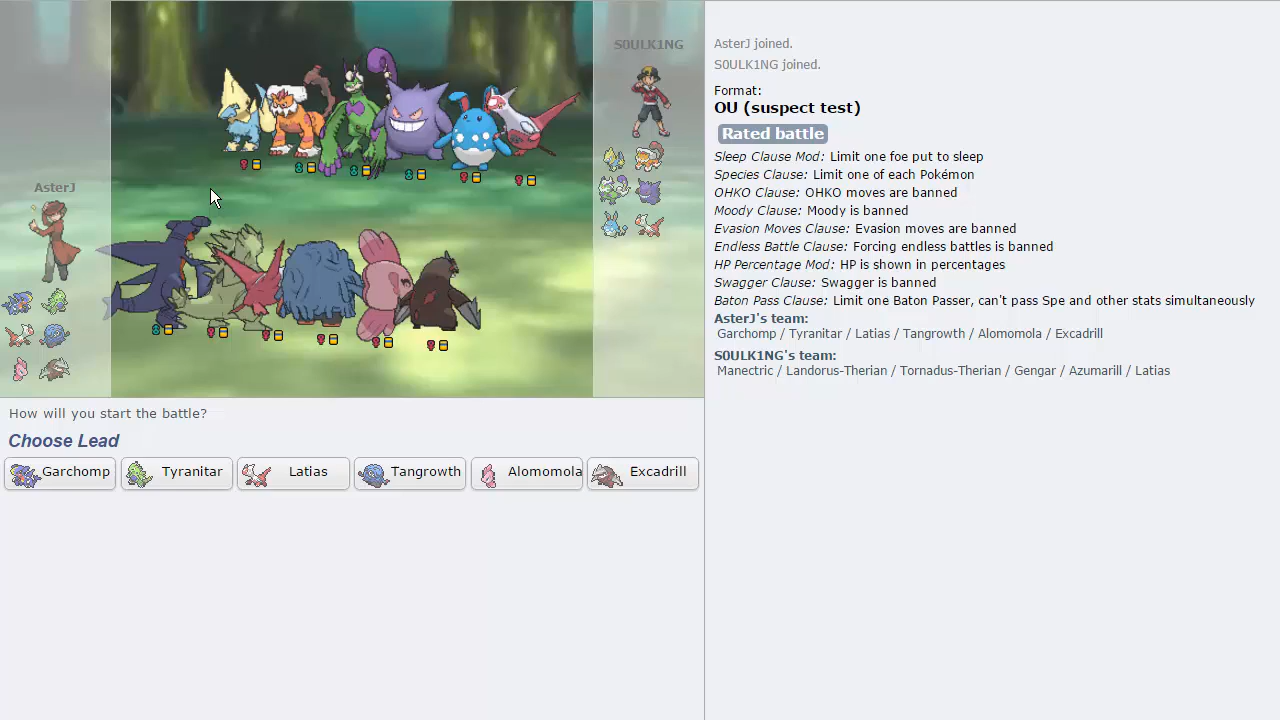 AsterJ
S0ULK1NG
AsterJ joined.
S0ULK1NG joined.
Format:
OU (suspect test)
Rated battle
Sleep Clause Mod: Limit one foe put to sleep
Species Clause: Limit one of each Pokémon
OHKO Clause: OHKO moves are banned
Moody Clause: Moody is banned
Evasion Moves Clause: Evasion moves are banned
Endless Battle Clause: Forcing endless battles is banned
HP Percentage Mod: HP is shown in percentages
Swagger Clause: Swagger is banned
Baton Pass Clause: Limit one Baton Passer, can't pass Spe and other stats simultaneously
AsterJ's team:
Garchomp / Tyranitar / Latias / Tangrowth / Alomomola / Excadrill
S0ULK1NG's team:
Manectric / Landorus-Therian / Tornadus-Therian / Gengar / Azumarill / Latias
How will you start the battle?
Choose Lead
Garchomp
Tyranitar
Latias
Tangrowth
Alomomola
Excadrill